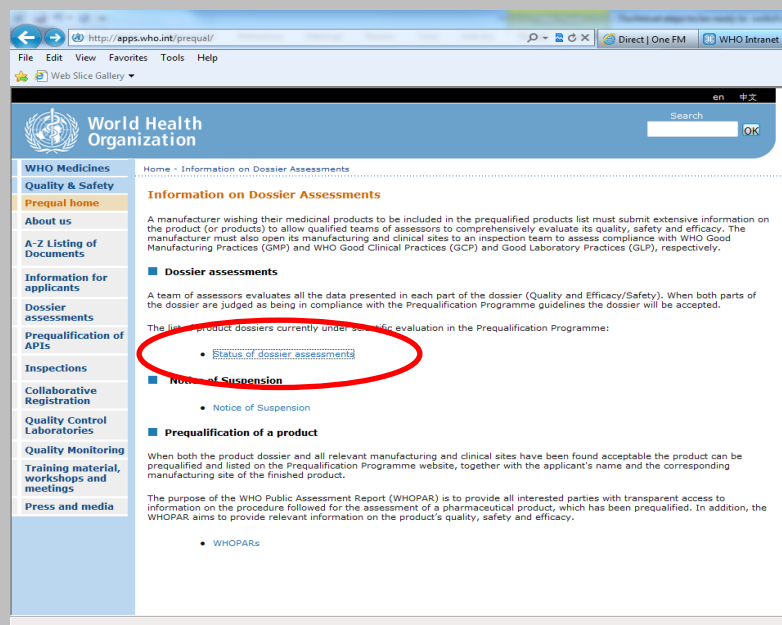 http://apps.who.int/prequal/
Direct | One FM
WHO Intranet
File Edit View Favorites Tools Help
Web Slice Gallery
en 中文
World Health
Organization
Search
OK
WHO Medicines
Quality & Safety
Prequal home
About us
A-Z Listing of
Documents
Information for
applicants
Dossier
assessments
Prequalification of
APIs
Inspections
Collaborative
Registration
Quality Control
Laboratories
Quality Monitoring
Training material,
workshops and
meetings
Press and media
Home - Information on Dossier Assessments
Information on Dossier Assessments
A manufacturer wishing their medicinal products to be included in the prequalified products list must submit extensive information on
the product (or products) to allow qualified teams of assessors to comprehensively evaluate its quality, safety and efficacy. The
manufacturer must also open its manufacturing and clinical sites to an inspection team to assess compliance with WHO Good
Manufacturing Practices (GMP) and WHO Good Clinical Practices (GCP) and Good Laboratory Practices (GLP), respectively.
Dossier assessments
A team of assessors evaluates all the data presented in each part of the dossier (Quality and Efficacy/Safety). When both parts of
the dossier are judged as being in compliance with the Prequalification Programme guidelines the dossier will be accepted.
The list of product dossiers currently under scientific evaluation in the Prequalification Programme:
• Status of dossier assessments
Notice of Suspension
• Notice of Suspension
Prequalification of a product
When both the product dossier and all relevant manufacturing and clinical sites have been found acceptable the product can be
prequalified and listed on the Prequalification Programme website, together with the applicant's name and the corresponding
manufacturing site of the finished product.
The purpose of the WHO Public Assessment Report (WHOPAR) is to provide all interested parties with transparent access to
information on the procedure followed for the assessment of a pharmaceutical product, which has been prequalified. In addition, the
WHOPAR aims to provide relevant information on the product's quality, safety and efficacy.
• WHOPARs